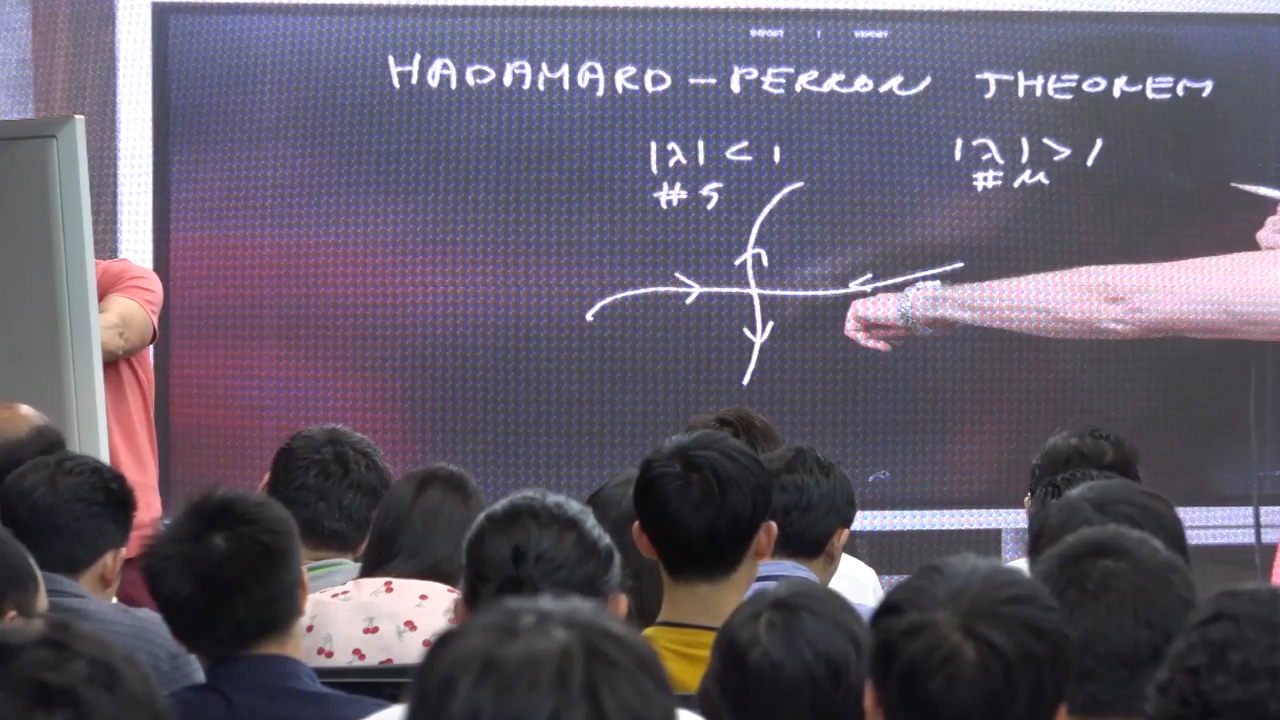 HADAMARD - PERRON THEOREM
|λ| < 1 |λ| > 1
# s # u